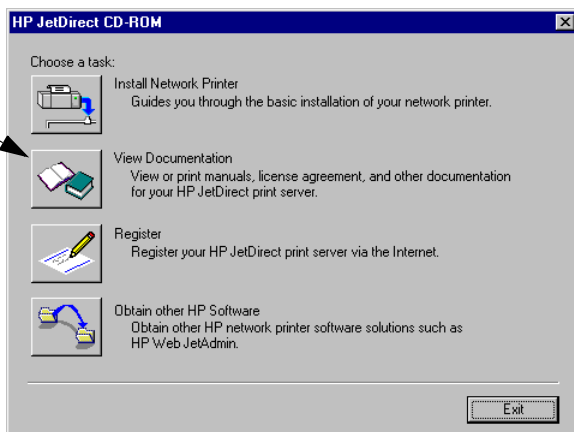 HP JetDirect CD-ROM
Choose a task:
Install Network Printer
Guides you through the basic installation of your network printer.
View Documentation
View or print manuals, license agreement, and other documentation
for your HP JetDirect print server.
Register
Register your HP JetDirect print server via the Internet.
Obtain other HP Software
Obtain other HP network printer software solutions such as
HP Web JetAdmin.
Exit